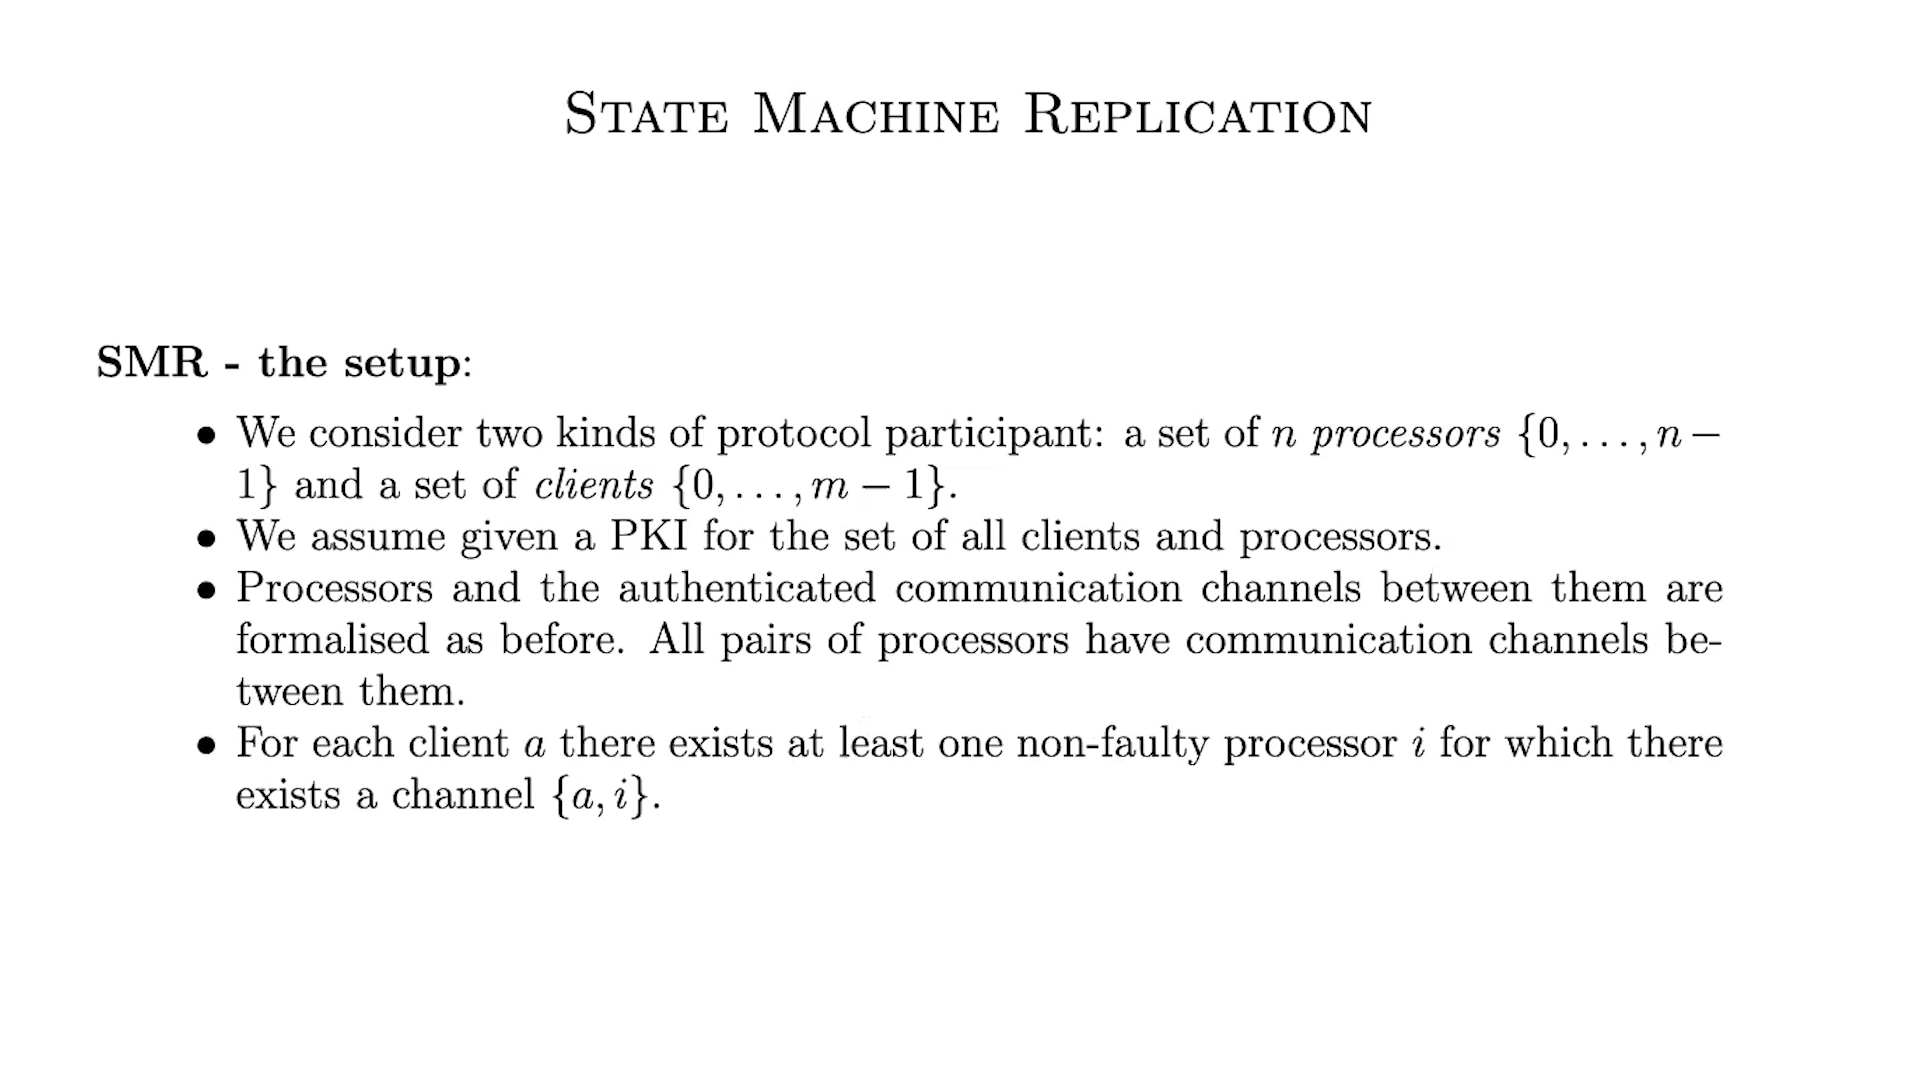 State Machine Replication
SMR - the setup:
• We consider two kinds of protocol participant: a set of n processors {0, . . . , n −
1} and a set of clients {0, . . . , m − 1}.
• We assume given a PKI for the set of all clients and processors.
• Processors and the authenticated communication channels between them are
formalised as before. All pairs of processors have communication channels be-
tween them.
• For each client a there exists at least one non-faulty processor i for which there
exists a channel {a, i}.